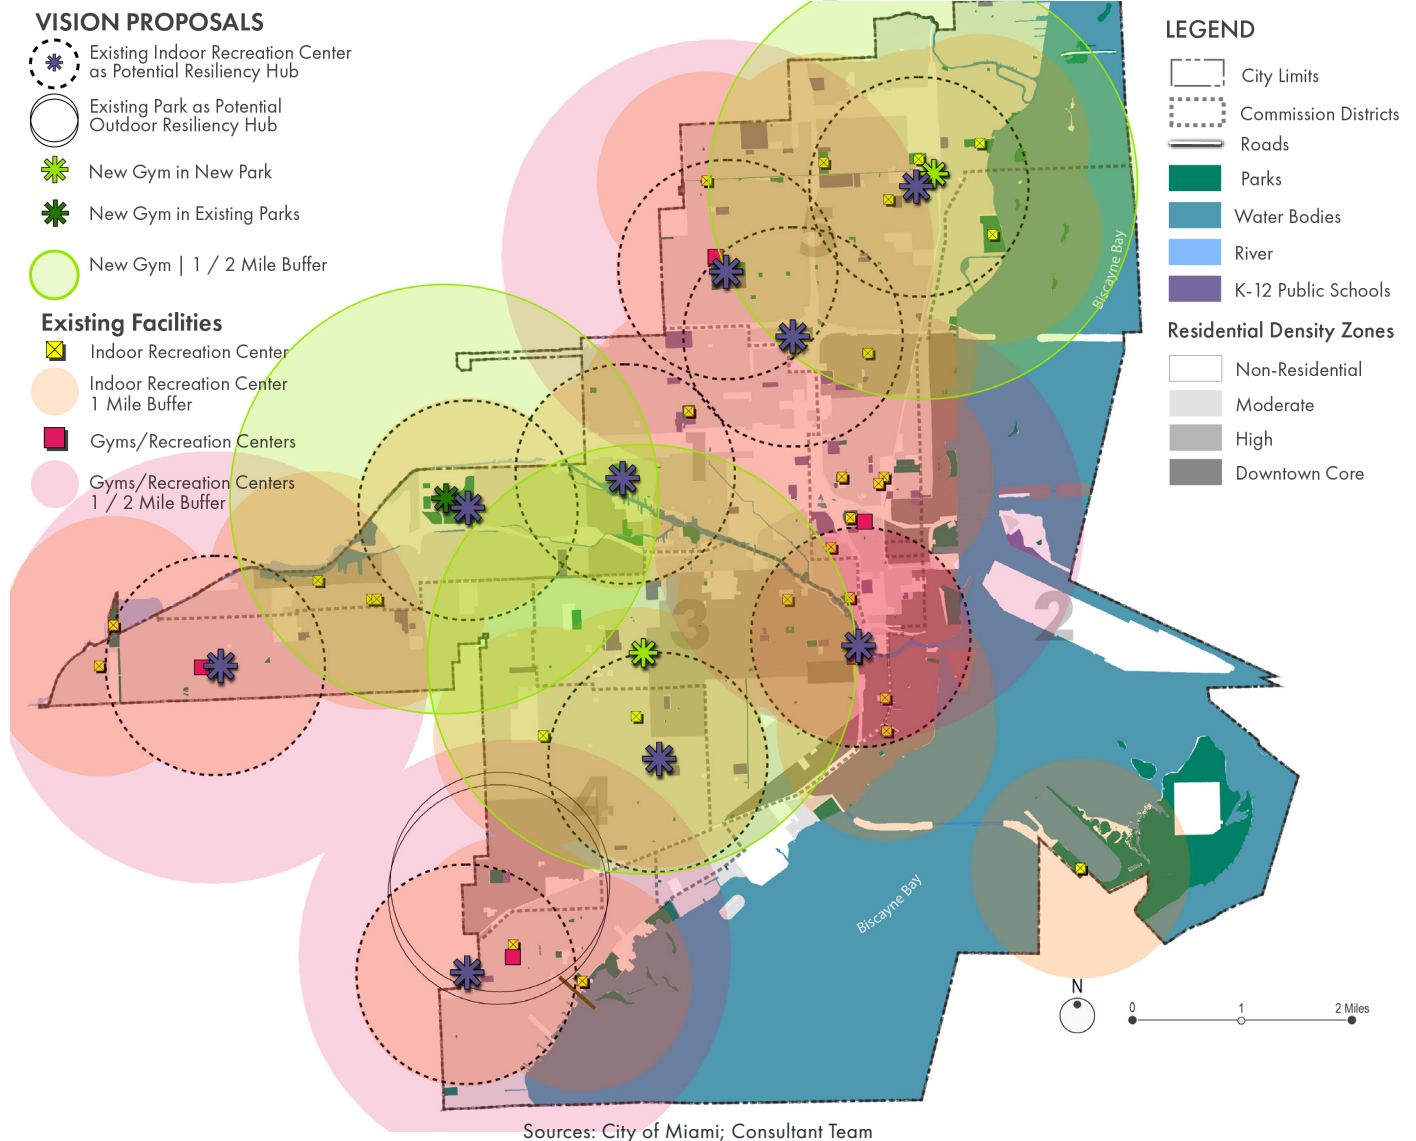 VISION PROPOSALS
Existing Indoor Recreation Center
as Potential Resiliency Hub
Existing Park as Potential
Outdoor Resiliency Hub
New Gym in New Park
New Gym in Existing Parks
New Gym | 1 / 2 Mile Buffer
Existing Facilities
Indoor Recreation Center
Indoor Recreation Center
1 Mile Buffer
Gyms/Recreation Centers
Gyms/Recreation Centers
1 / 2 Mile Buffer
LEGEND
City Limits
Commission Districts
Roads
Parks
Water Bodies
River
K-12 Public Schools
Residential Density Zones
Non-Residential
Moderate
High
Downtown Core
5
Biscayne Bay
1
3
2
4
Biscayne Bay
N
0 1 2 Miles
Sources: City of Miami; Consultant Team